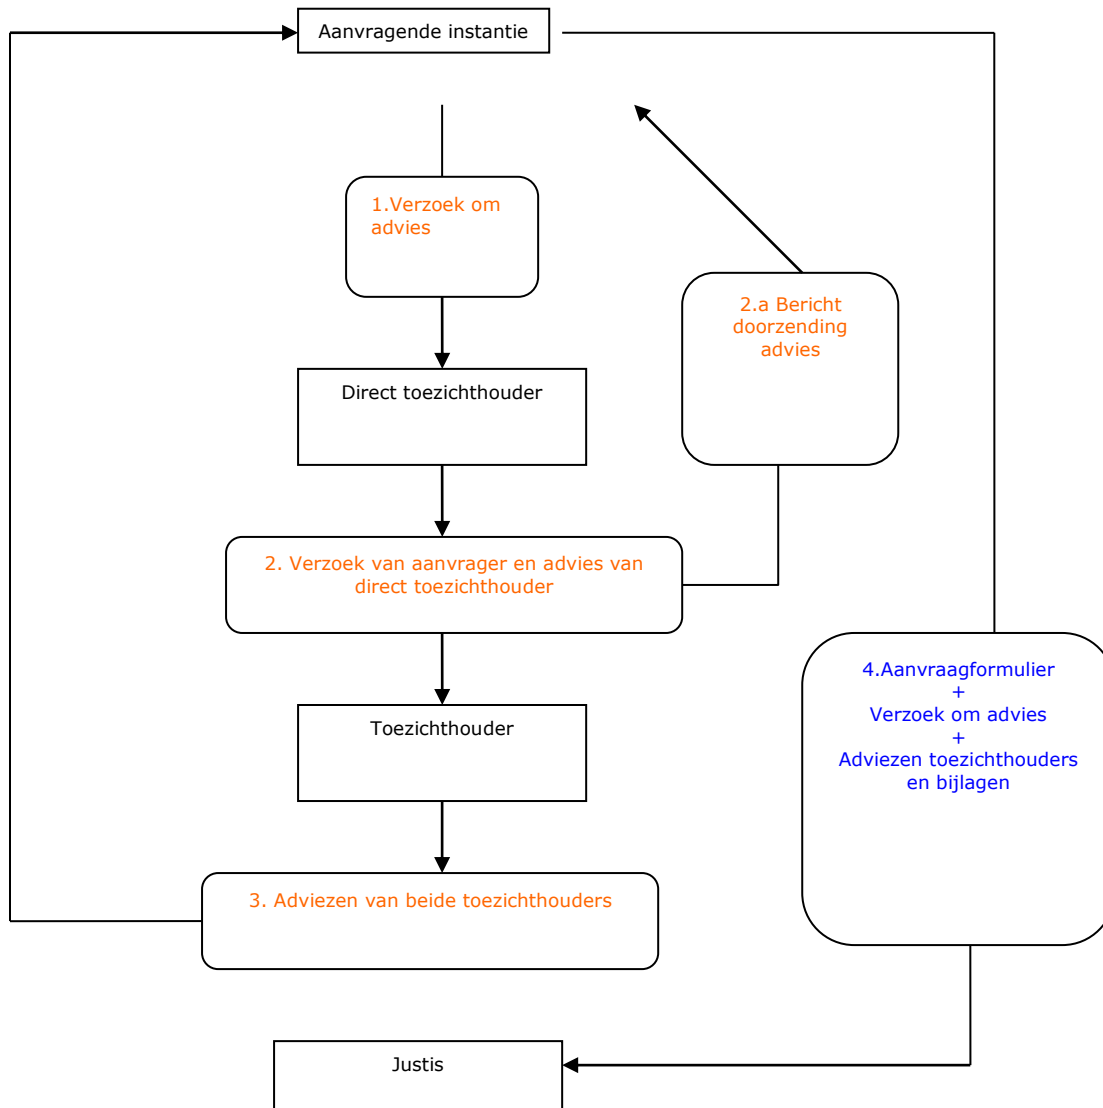 Aanvragende instantie
1.Verzoek om
advies
2.a Bericht
doorzending
advies
Direct toezichthouder
2. Verzoek van aanvrager en advies van
direct toezichthouder
4.Aanvraagformulier
+
Verzoek om advies
+
Adviezen toezichthouders
en bijlagen
Toezichthouder
3. Adviezen van beide toezichthouders
Justis